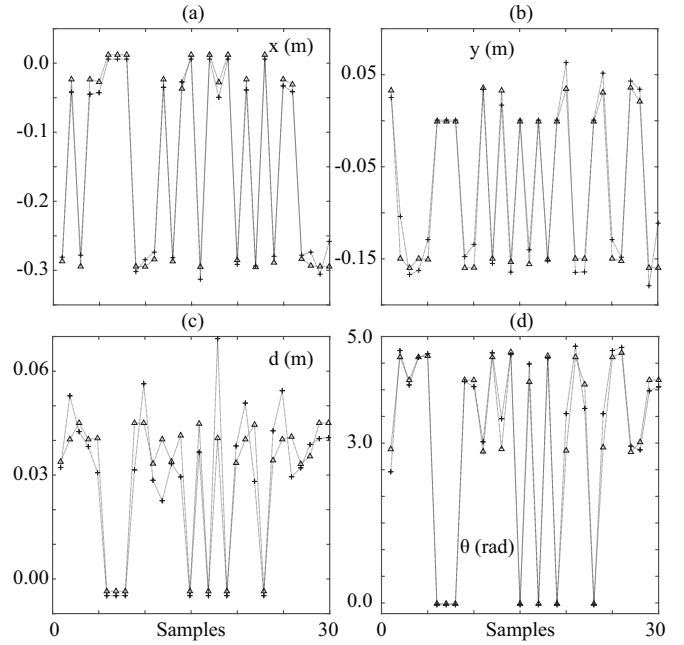 (a)
(b)
x (m)
y (m)
0.0
-0.1
-0.2
-0.3
0.05
-0.05
-0.15
(c)
(d)
d (m)
θ (rad)
0.06
0.03
0.00
5.0
3.0
0.0
0 Samples 30
0 Samples 30